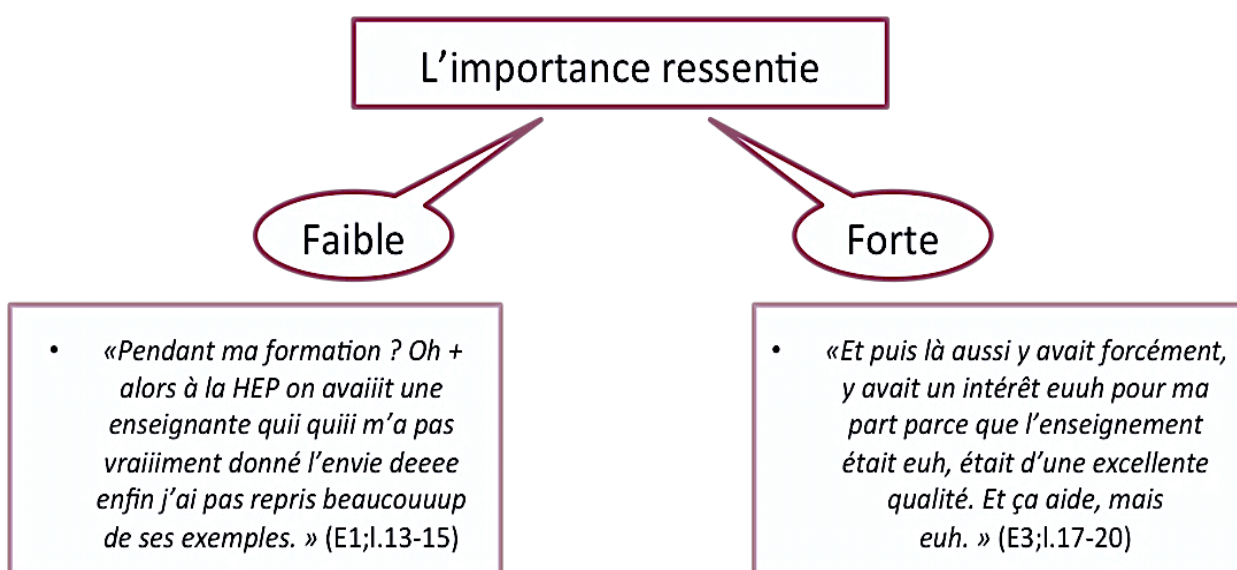 L’importance ressentie
Faible
Forte
• «Pendant ma formation ? Oh +
alors à la HEP on avaiiit une
enseignante quii quiii m’a pas
vraiiiment donné l’envie deeee
enfin j’ai pas repris beaucouuup
de ses exemples. » (E1;l.13-15)
• «Et puis là aussi y avait forcément,
y avait un intérêt euuh pour ma
part parce que l’enseignement
était euh, était d’une excellente
qualité. Et ça aide, mais
euh. » (E3;l.17-20)